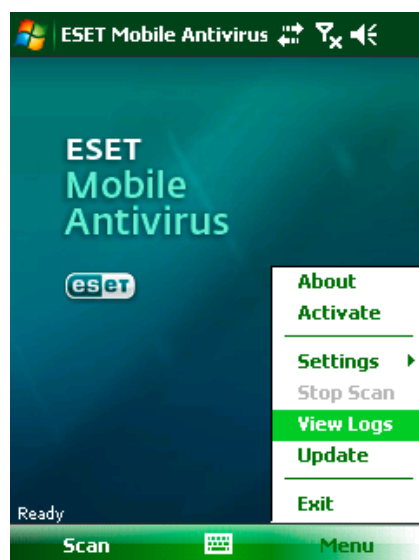 ESET Mobile Antivirus
ESET
Mobile
Antivirus
eseT
About
Activate
Settings
Stop Scan
View Logs
Update
Exit
Ready
Scan
Menu